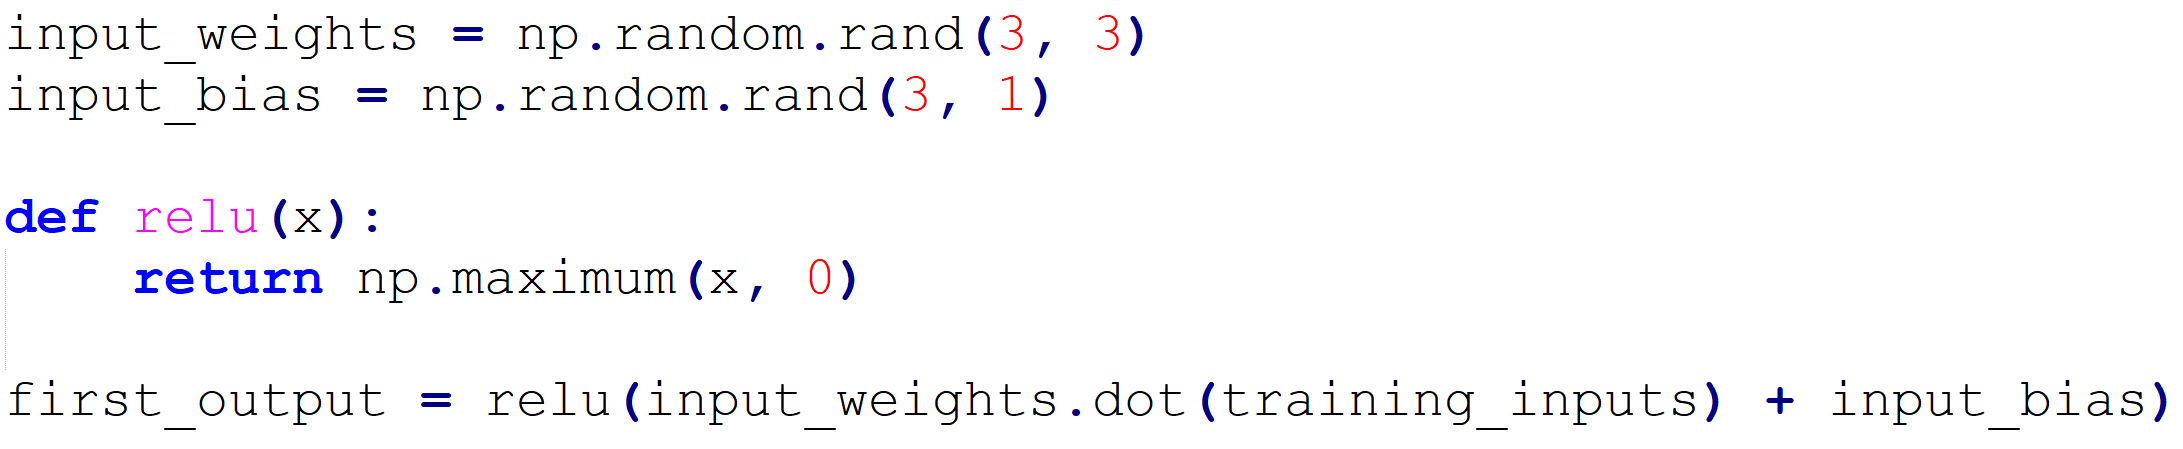 input_weights = np.random.rand(3, 3)
input_bias = np.random.rand(3, 1)
def relu(x):
    return np.maximum(x, 0)
first_output = relu(input_weights.dot(training_inputs) + input_bias)